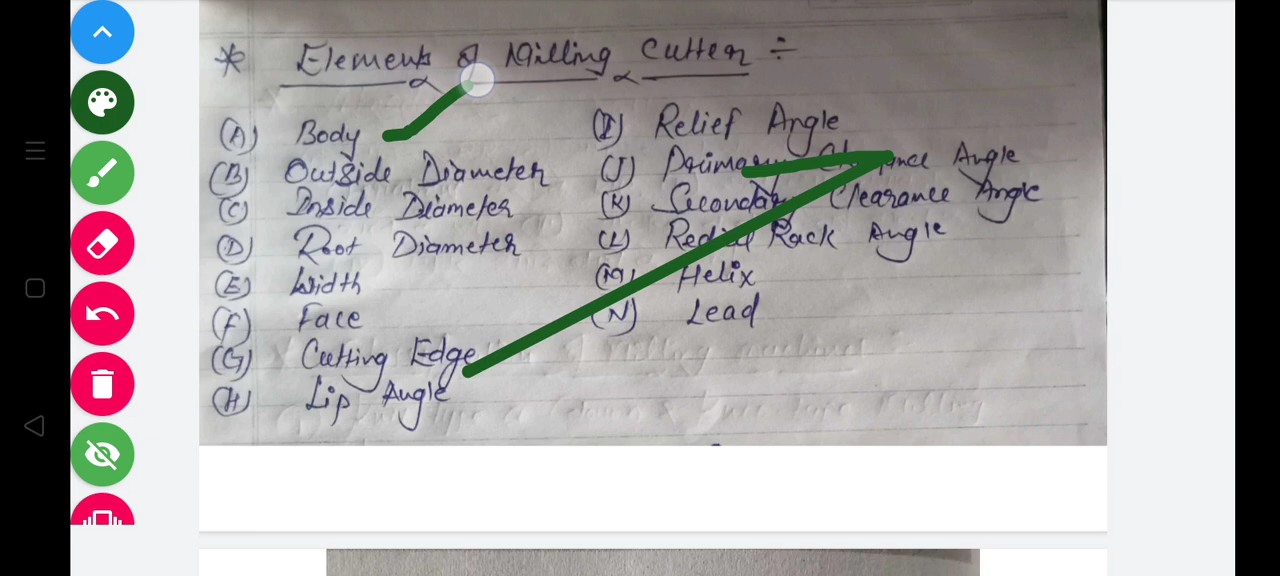 * Elements of Milling Cutter ÷
(A) Body
(B) Outside Diameter
(C) Inside Diameter
(D) Root Diameter
(E) Width
(F) Face
(G) Cutting Edge
(H) Lip Angle
(I) Relief Angle
(J) Primary Clearance Angle
(K) Secondary Clearance Angle
(L) Redial Rack Angle
(M) Helix
(N) Lead